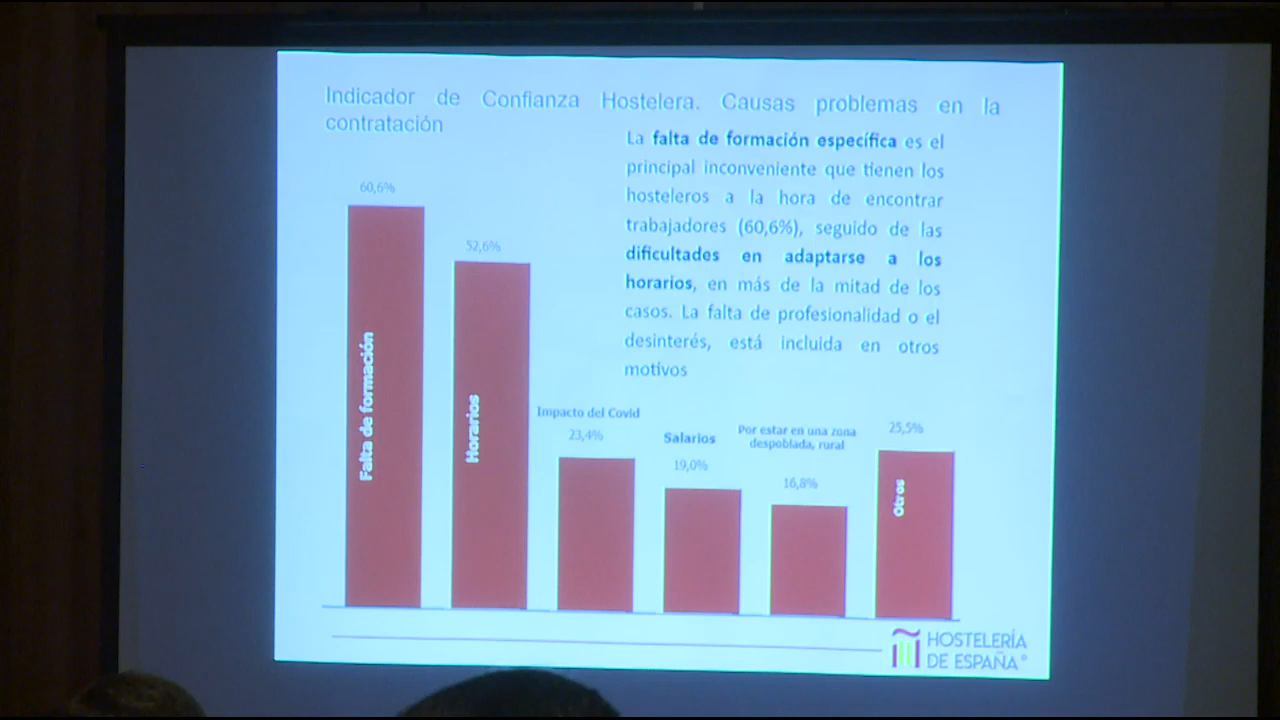 Indicador de Confianza Hostelera. Causas problemas en la
contratación
La falta de formación específica es el
principal inconveniente que tienen los
hosteleros a la hora de encontrar
trabajadores (60,6%), seguido de las
dificultades en adaptarse a los
horarios, en más de la mitad de los
casos. La falta de profesionalidad o el
desinterés, está incluida en otros
motivos
60,6%
Falta de formación
52,6%
Horarios
Impacto del Covid
23,4%
Salarios
19,0%
Por estar en una zona
despoblada, rural
16,8%
25,5%
Otros
HOSTELERÍA
DE ESPAÑA®